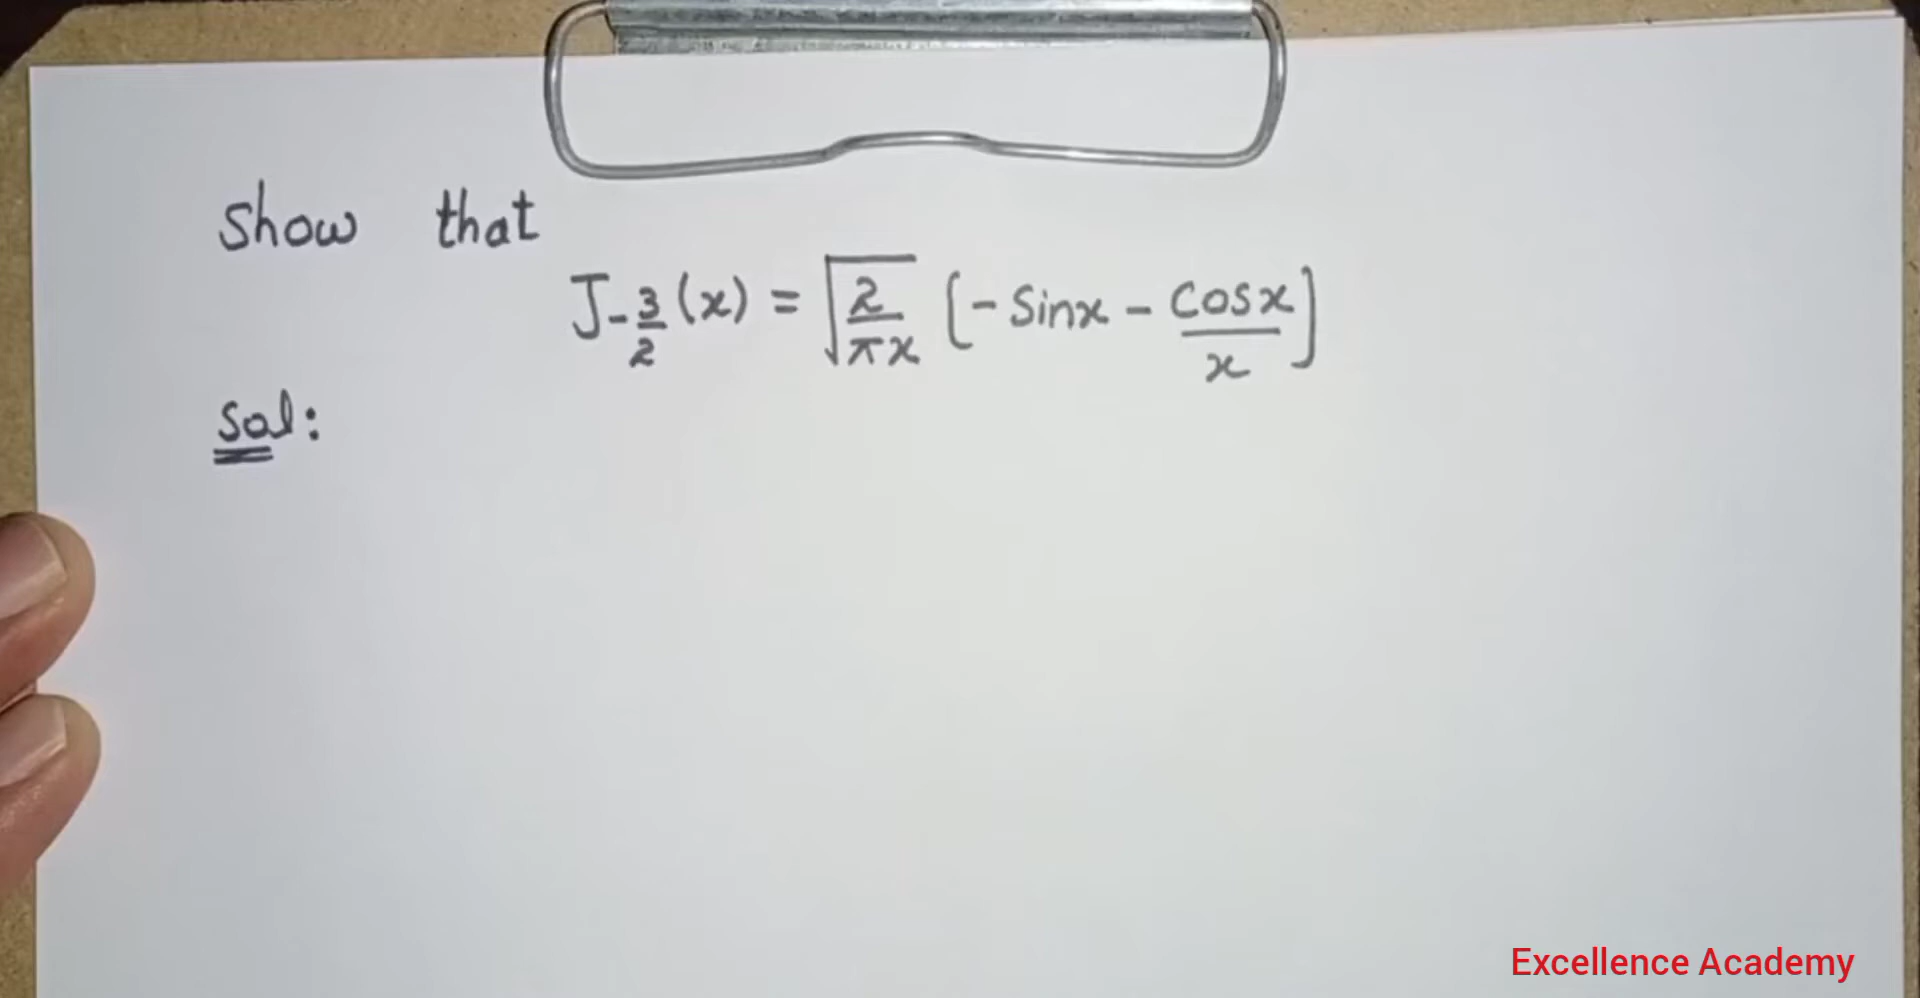 Show that
J-3/2(x) = √2/πx [-Sinx - Cosx/x]
Sol:
Excellence Academy